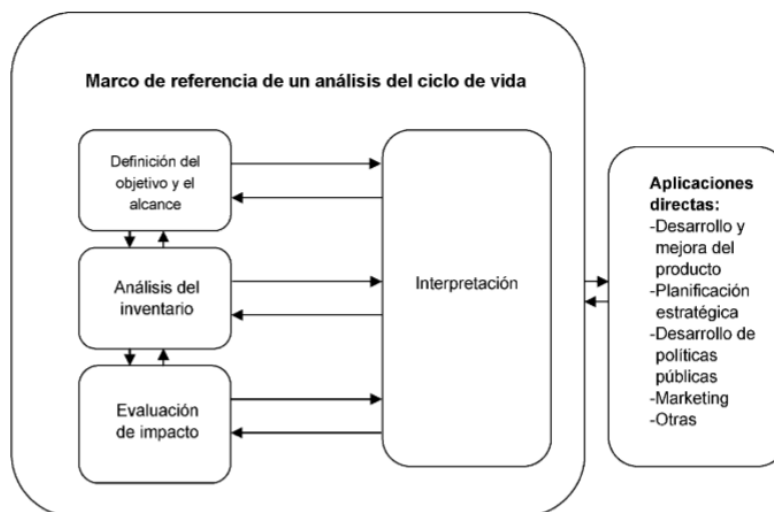 Marco de referencia de un análisis del ciclo de vida
Definición del
objetivo y el
alcance
Análisis del
inventario
Evaluación
de impacto
Interpretación
Aplicaciones
directas:
-Desarrollo y
mejora del
producto
-Planificación
estratégica
-Desarrollo de
políticas
públicas
-Marketing
-Otras